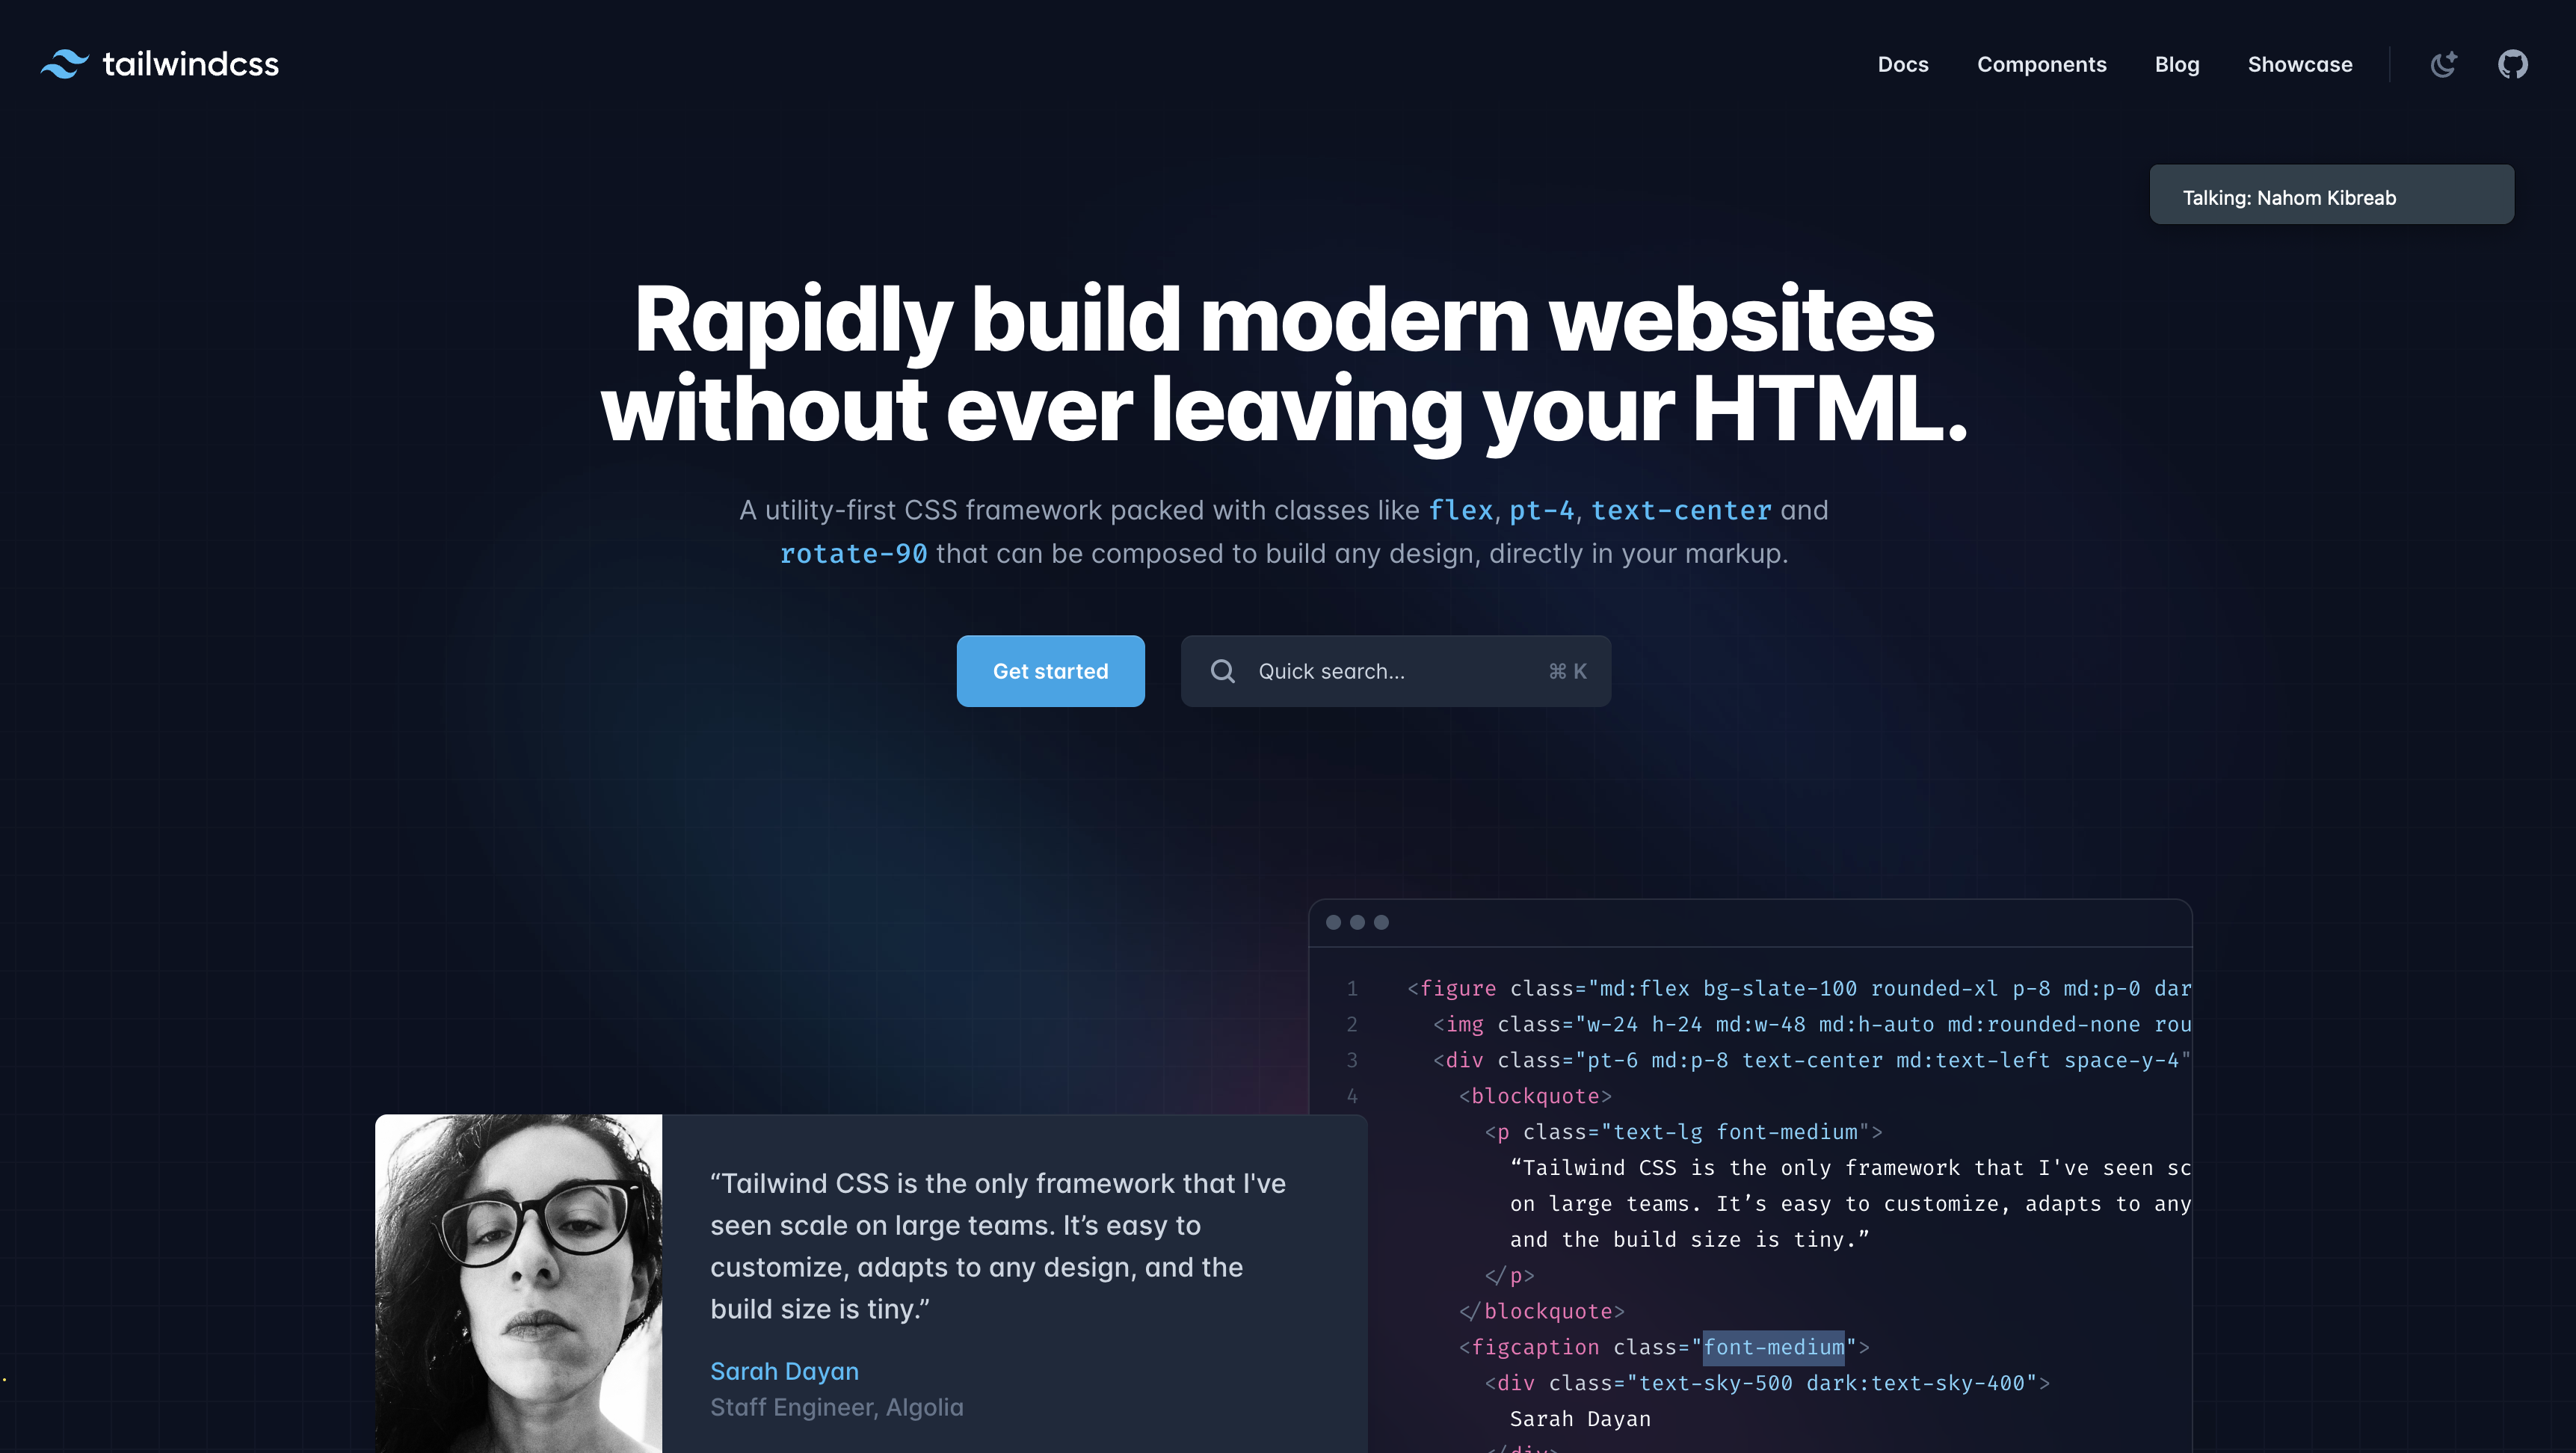 tailwindcss
Docs Components Blog Showcase
Talking: Nahom Kibreab
Rapidly build modern websites
without ever leaving your HTML.
A utility-first CSS framework packed with classes like flex, pt-4, text-center and
rotate-90 that can be composed to build any design, directly in your markup.
Get started
Quick search... ⌘ K
1 <figure class="md:flex bg-slate-100 rounded-xl p-8 md:p-0 dar
2 <img class="w-24 h-24 md:w-48 md:h-auto md:rounded-none rou
3 <div class="pt-6 md:p-8 text-center md:text-left space-y-4"
4 <blockquote>
<p class="text-lg font-medium">
“Tailwind CSS is the only framework that I've seen sc
on large teams. It’s easy to customize, adapts to any
and the build size is tiny.”
</p>
</blockquote>
<figcaption class="font-medium">
<div class="text-sky-500 dark:text-sky-400">
Sarah Dayan
</div>
“Tailwind CSS is the only framework that I've
seen scale on large teams. It’s easy to
customize, adapts to any design, and the
build size is tiny.”
Sarah Dayan
Staff Engineer, Algolia